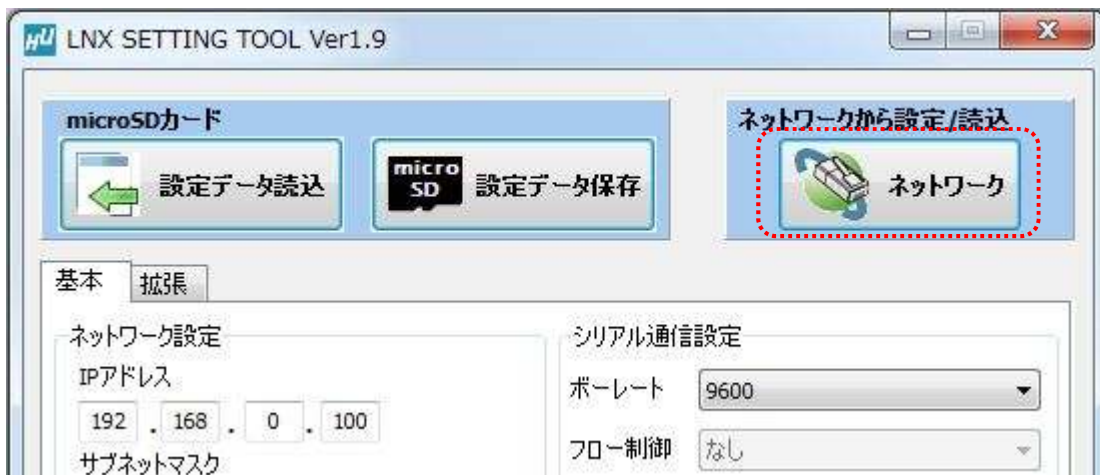 HU LNX SETTING TOOL Ver1.9
microSDカード
設定データ読込
micro SD 設定データ保存
ネットワークから設定/読込
ネットワーク
基本 拡張
ネットワーク設定
IPアドレス
192 . 168 . 0 . 100
サブネットマスク
シリアル通信設定
ボーレート 9600
フロー制御 なし